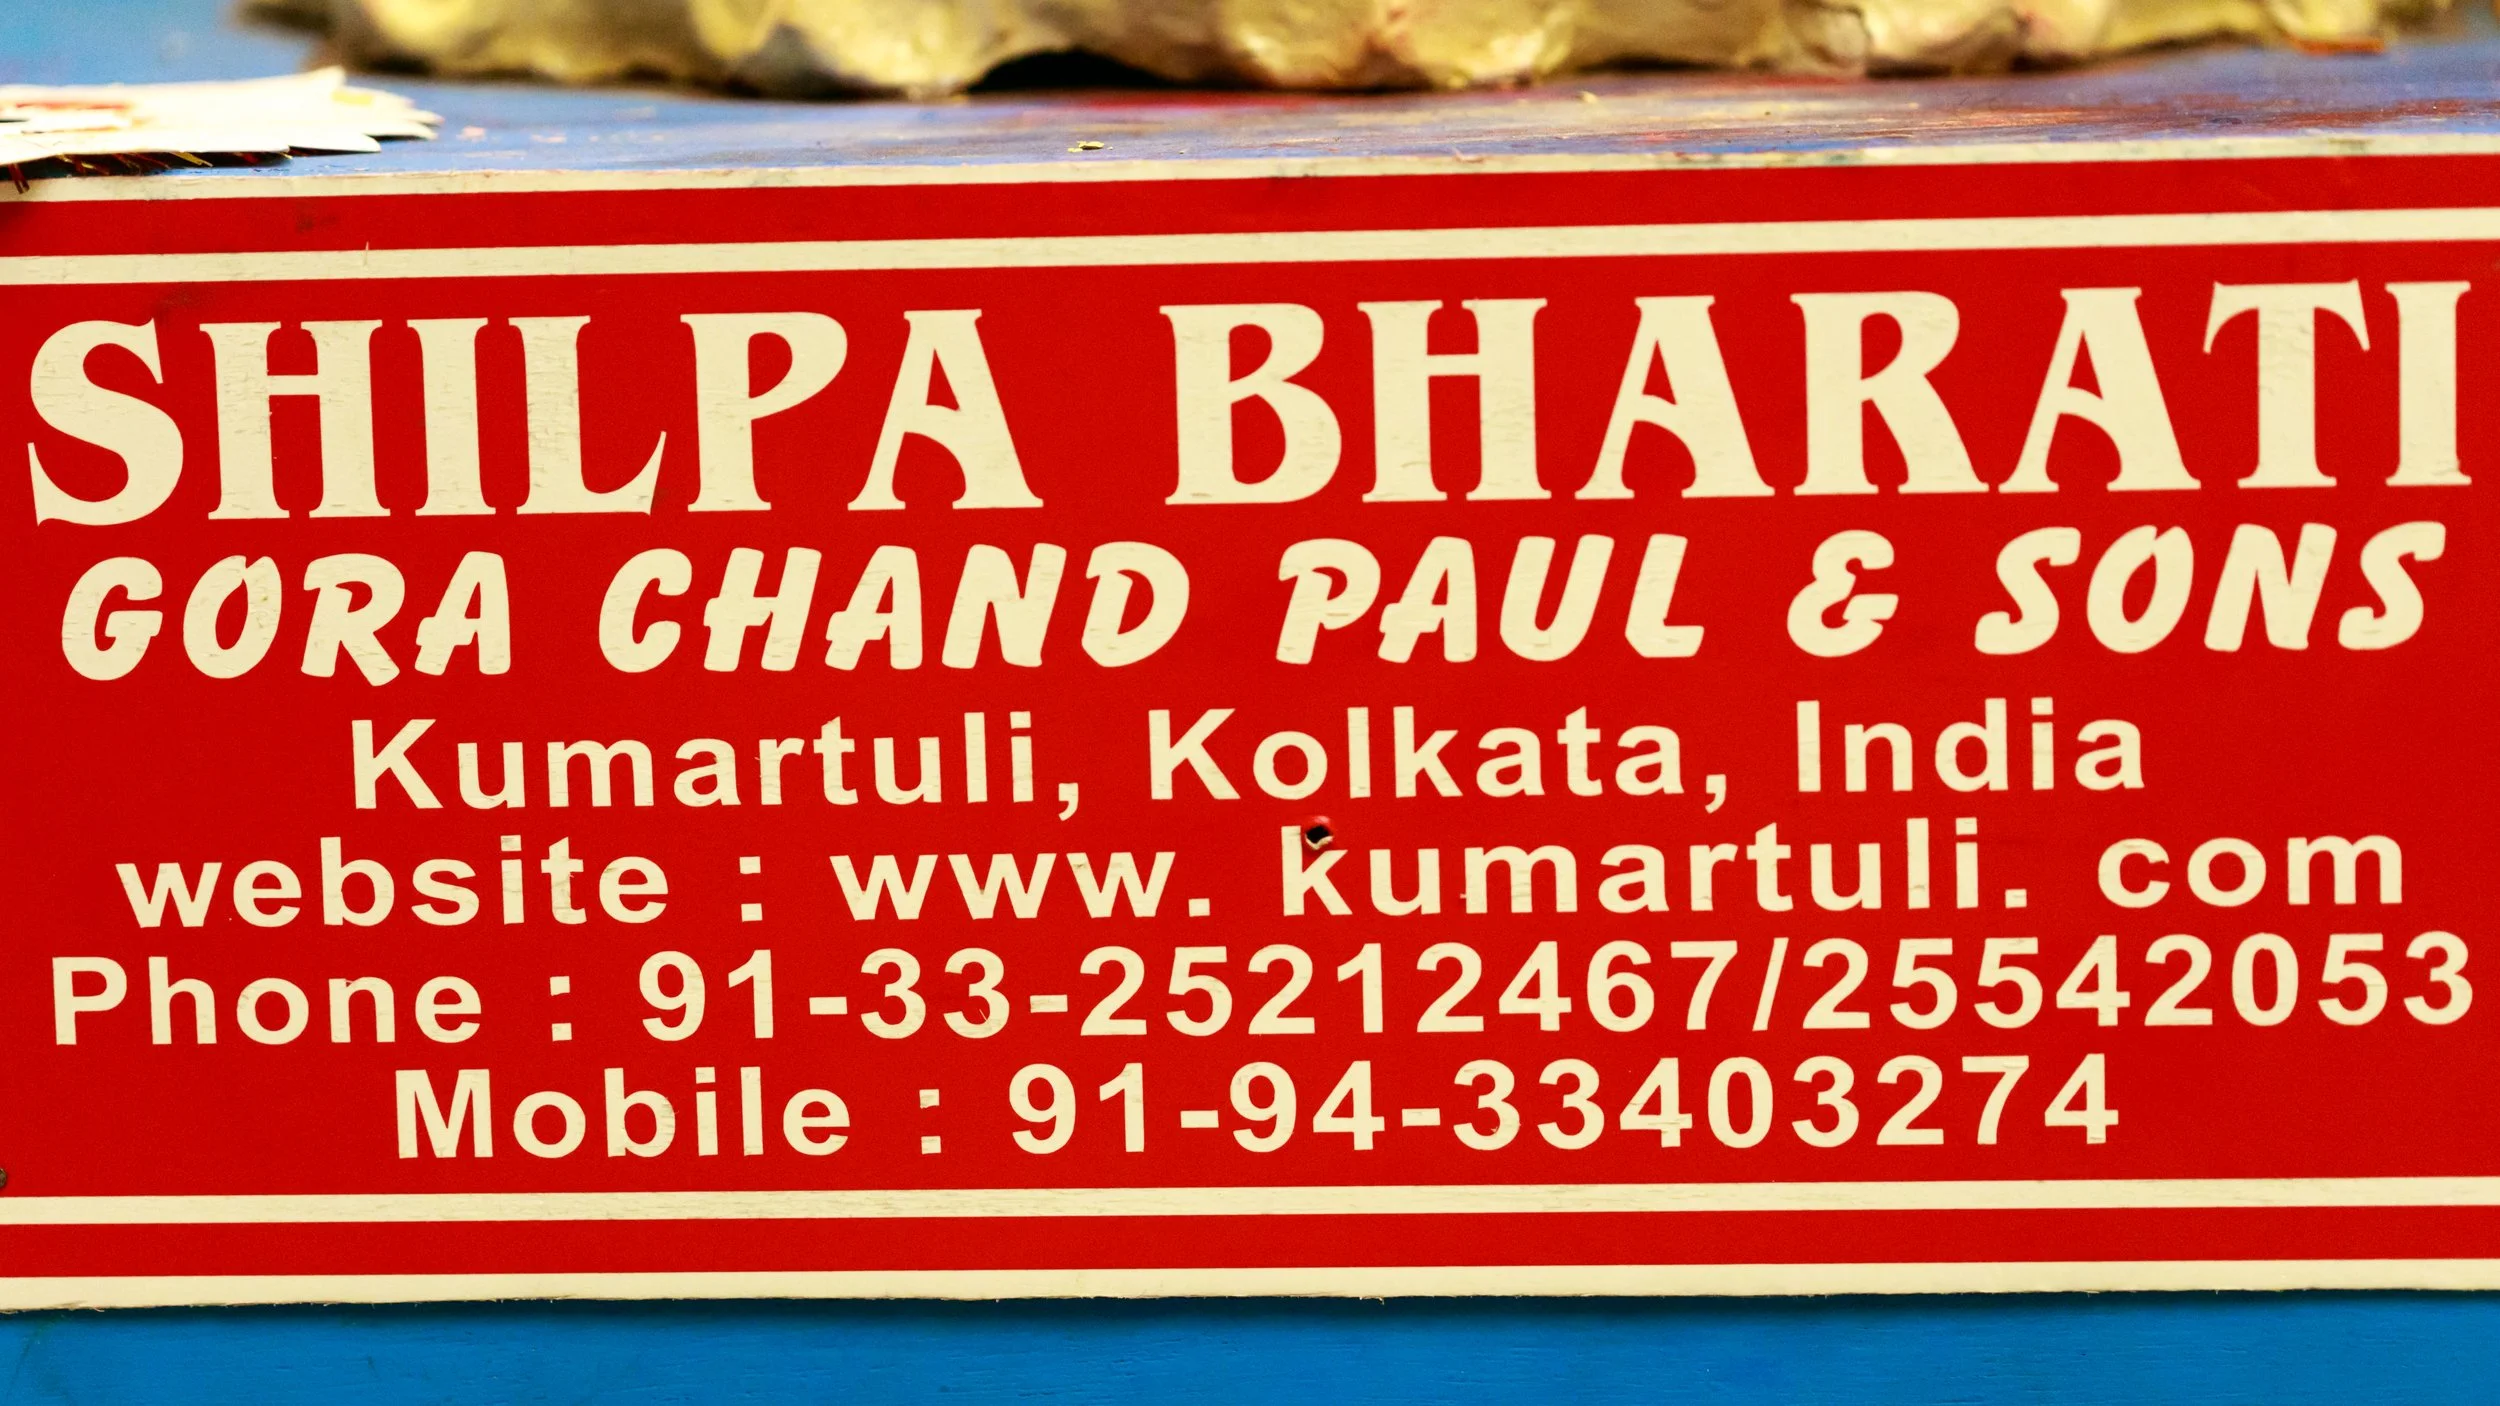 SHILPA BHARATI
GORA CHAND PAUL & SONS
Kumartuli, Kolkata, India
website : www. kumartuli. com
Phone : 91-33-25212467/25542053
Mobile : 91-94-33403274